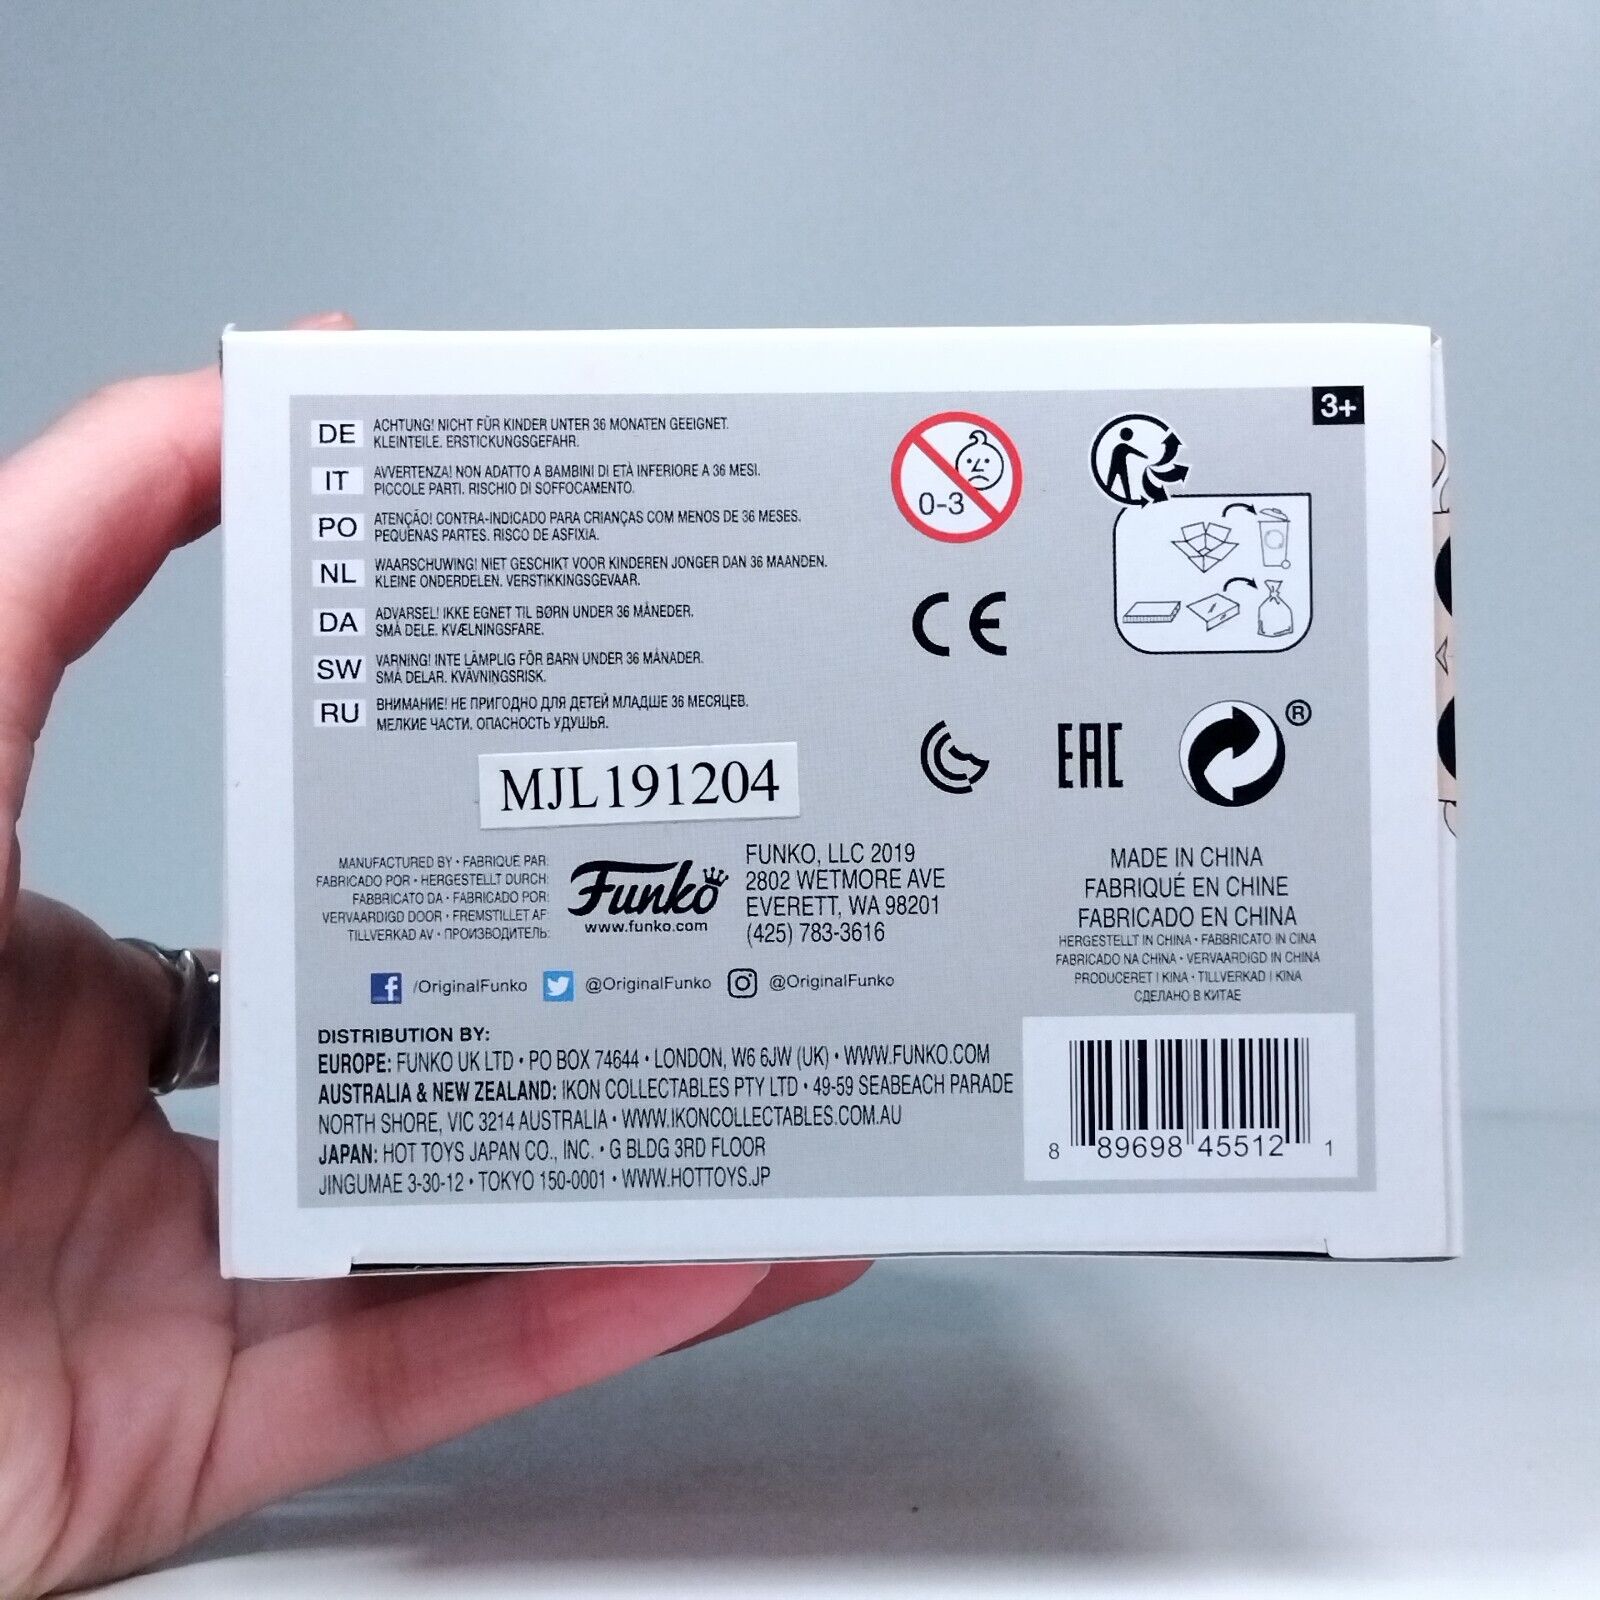 3+
DE ACHTUNG! NICHT FÜR KINDER UNTER 36 MONATEN GEEIGNET.
KLEINTEILE. ERSTICKUNGSGEFAHR.
IT AVVERTENZA! NON ADATTO A BAMBINI DI ETÀ INFERIORE A 36 MESI.
PICCOLE PARTI. RISCHIO DI SOFFOCAMENTO.
PO ATENÇÃO! CONTRA-INDICADO PARA CRIANÇAS COM MENOS DE 36 MESES.
PEQUENAS PARTES. RISCO DE ASFIXIA.
NL WAARSCHUWING! NIET GESCHIKT VOOR KINDEREN JONGER DAN 36 MAANDEN.
KLEINE ONDERDELEN. VERSTIKKINGSGEVAAR.
DA ADVARSEL! IKKE EGNET TIL BØRN UNDER 36 MÅNEDER.
SMÅ DELE. KVÆLNINGSFARE.
SW VARNING! INTE LÄMPLIG FÖR BARN UNDER 36 MÅNADER.
SMÅ DELAR. KVÄVNINGSRISK.
RU ВНИМАНИЕ! НЕ ПРИГОДНО ДЛЯ ДЕТЕЙ МЛАДШЕ 36 МЕСЯЦЕВ.
МЕЛКИЕ ЧАСТИ. ОПАСНОСТЬ УДУШЬЯ.
0-3
CE
EAC
®
MJL191204
MANUFACTURED BY • FABRIQUÉ PAR:
FABRICADO POR • HERGESTELLT DURCH:
FABBRICATO DA • FABRICADO POR:
VERVAARDIGD DOOR • FREMSTILLET AF:
TILLVERKAD AV • ПРОИЗВОДИТЕЛЬ:
Funko
www.funko.com
FUNKO, LLC 2019
2802 WETMORE AVE
EVERETT, WA 98201
(425) 783-3616
MADE IN CHINA
FABRIQUÉ EN CHINE
FABRICADO EN CHINA
HERGESTELLT IN CHINA • FABBRICATO IN CINA
FABRICADO NA CHINA • VERVAARDIGD IN CHINA
PRODUCERET I KINA • TILLVERKAD I KINA
СДЕЛАНО В КИТАЕ
f /OriginalFunko @OriginalFunko @OriginalFunko
DISTRIBUTION BY:
EUROPE: FUNKO UK LTD • PO BOX 74644 • LONDON, W6 6JW (UK) • WWW.FUNKO.COM
AUSTRALIA & NEW ZEALAND: IKON COLLECTABLES PTY LTD • 49-59 SEABEACH PARADE
NORTH SHORE, VIC 3214 AUSTRALIA • WWW.IKONCOLLECTABLES.COM.AU
JAPAN: HOT TOYS JAPAN CO., INC. • G BLDG 3RD FLOOR
JINGUMAE 3-30-12 • TOKYO 150-0001 • WWW.HOTTOYS.JP
8 89698 45512 1